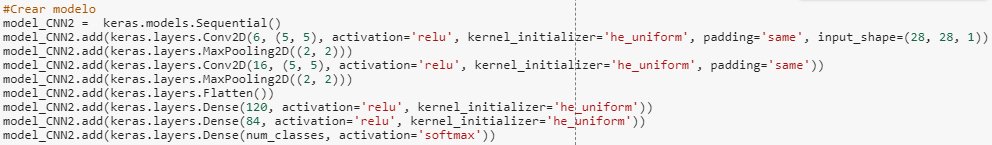 #Crear modelo
model_CNN2 =  keras.models.Sequential()
model_CNN2.add(keras.layers.Conv2D(6, (5, 5), activation='relu', kernel_initializer='he_uniform', padding='same', input_shape=(28, 28, 1)))
model_CNN2.add(keras.layers.MaxPooling2D((2, 2)))
model_CNN2.add(keras.layers.Conv2D(16, (5, 5), activation='relu', kernel_initializer='he_uniform', padding='same'))
model_CNN2.add(keras.layers.MaxPooling2D((2, 2)))
model_CNN2.add(keras.layers.Flatten())
model_CNN2.add(keras.layers.Dense(120, activation='relu', kernel_initializer='he_uniform'))
model_CNN2.add(keras.layers.Dense(84, activation='relu', kernel_initializer='he_uniform'))
model_CNN2.add(keras.layers.Dense(num_classes, activation='softmax'))